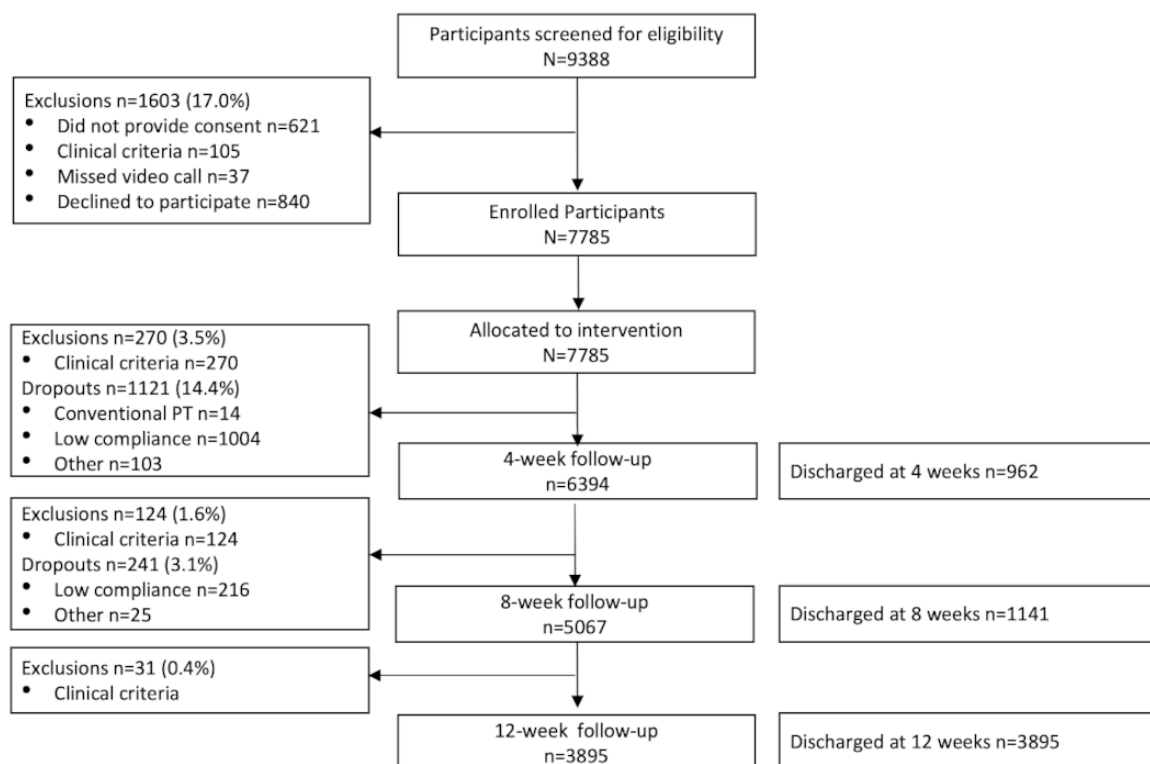 Participants screened for eligibility
N=9388
Exclusions n=1603 (17.0%)
• Did not provide consent n=621
• Clinical criteria n=105
• Missed video call n=37
• Declined to participate n=840
Enrolled Participants
N=7785
Allocated to intervention
N=7785
Exclusions n=270 (3.5%)
• Clinical criteria n=270
Dropouts n=1121 (14.4%)
• Conventional PT n=14
• Low compliance n=1004
• Other n=103
4-week follow-up
n=6394
Discharged at 4 weeks n=962
Exclusions n=124 (1.6%)
• Clinical criteria n=124
Dropouts n=241 (3.1%)
• Low compliance n=216
• Other n=25
8-week follow-up
n=5067
Discharged at 8 weeks n=1141
Exclusions n=31 (0.4%)
• Clinical criteria
12-week follow-up
n=3895
Discharged at 12 weeks n=3895